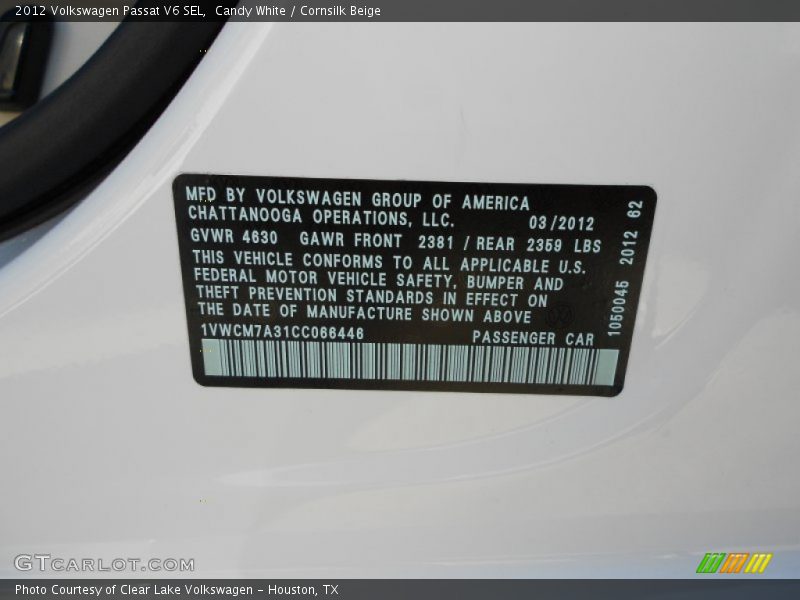 2012 Volkswagen Passat V6 SEL, Candy White / Cornsilk Beige
MFD BY VOLKSWAGEN GROUP OF AMERICA
CHATTANOOGA OPERATIONS, LLC. 03/2012
GVWR 4630 GAWR FRONT 2381 / REAR 2359 LBS
THIS VEHICLE CONFORMS TO ALL APPLICABLE U.S.
FEDERAL MOTOR VEHICLE SAFETY, BUMPER AND
THEFT PREVENTION STANDARDS IN EFFECT ON
THE DATE OF MANUFACTURE SHOWN ABOVE
1VWCM7A31CC066446 PASSENGER CAR
1050045 2012 62
GTCARLOT.COM
Photo Courtesy of Clear Lake Volkswagen - Houston, TX